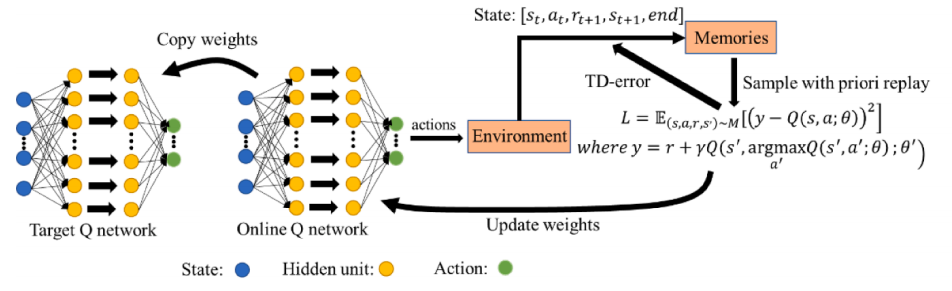 State: [s_t, a_t, r_{t+1}, s_{t+1}, end]
Copy weights
Memories
TD-error
Sample with priori replay
actions
Environment
L = 𝔼_{(s,a,r,s')~M}[(y − Q(s, a; θ))^2]
where y = r + γQ(s', argmax_{a'} Q(s', a'; θ) ; θ')
Update weights
Target Q network
Online Q network
State:
Hidden unit:
Action: